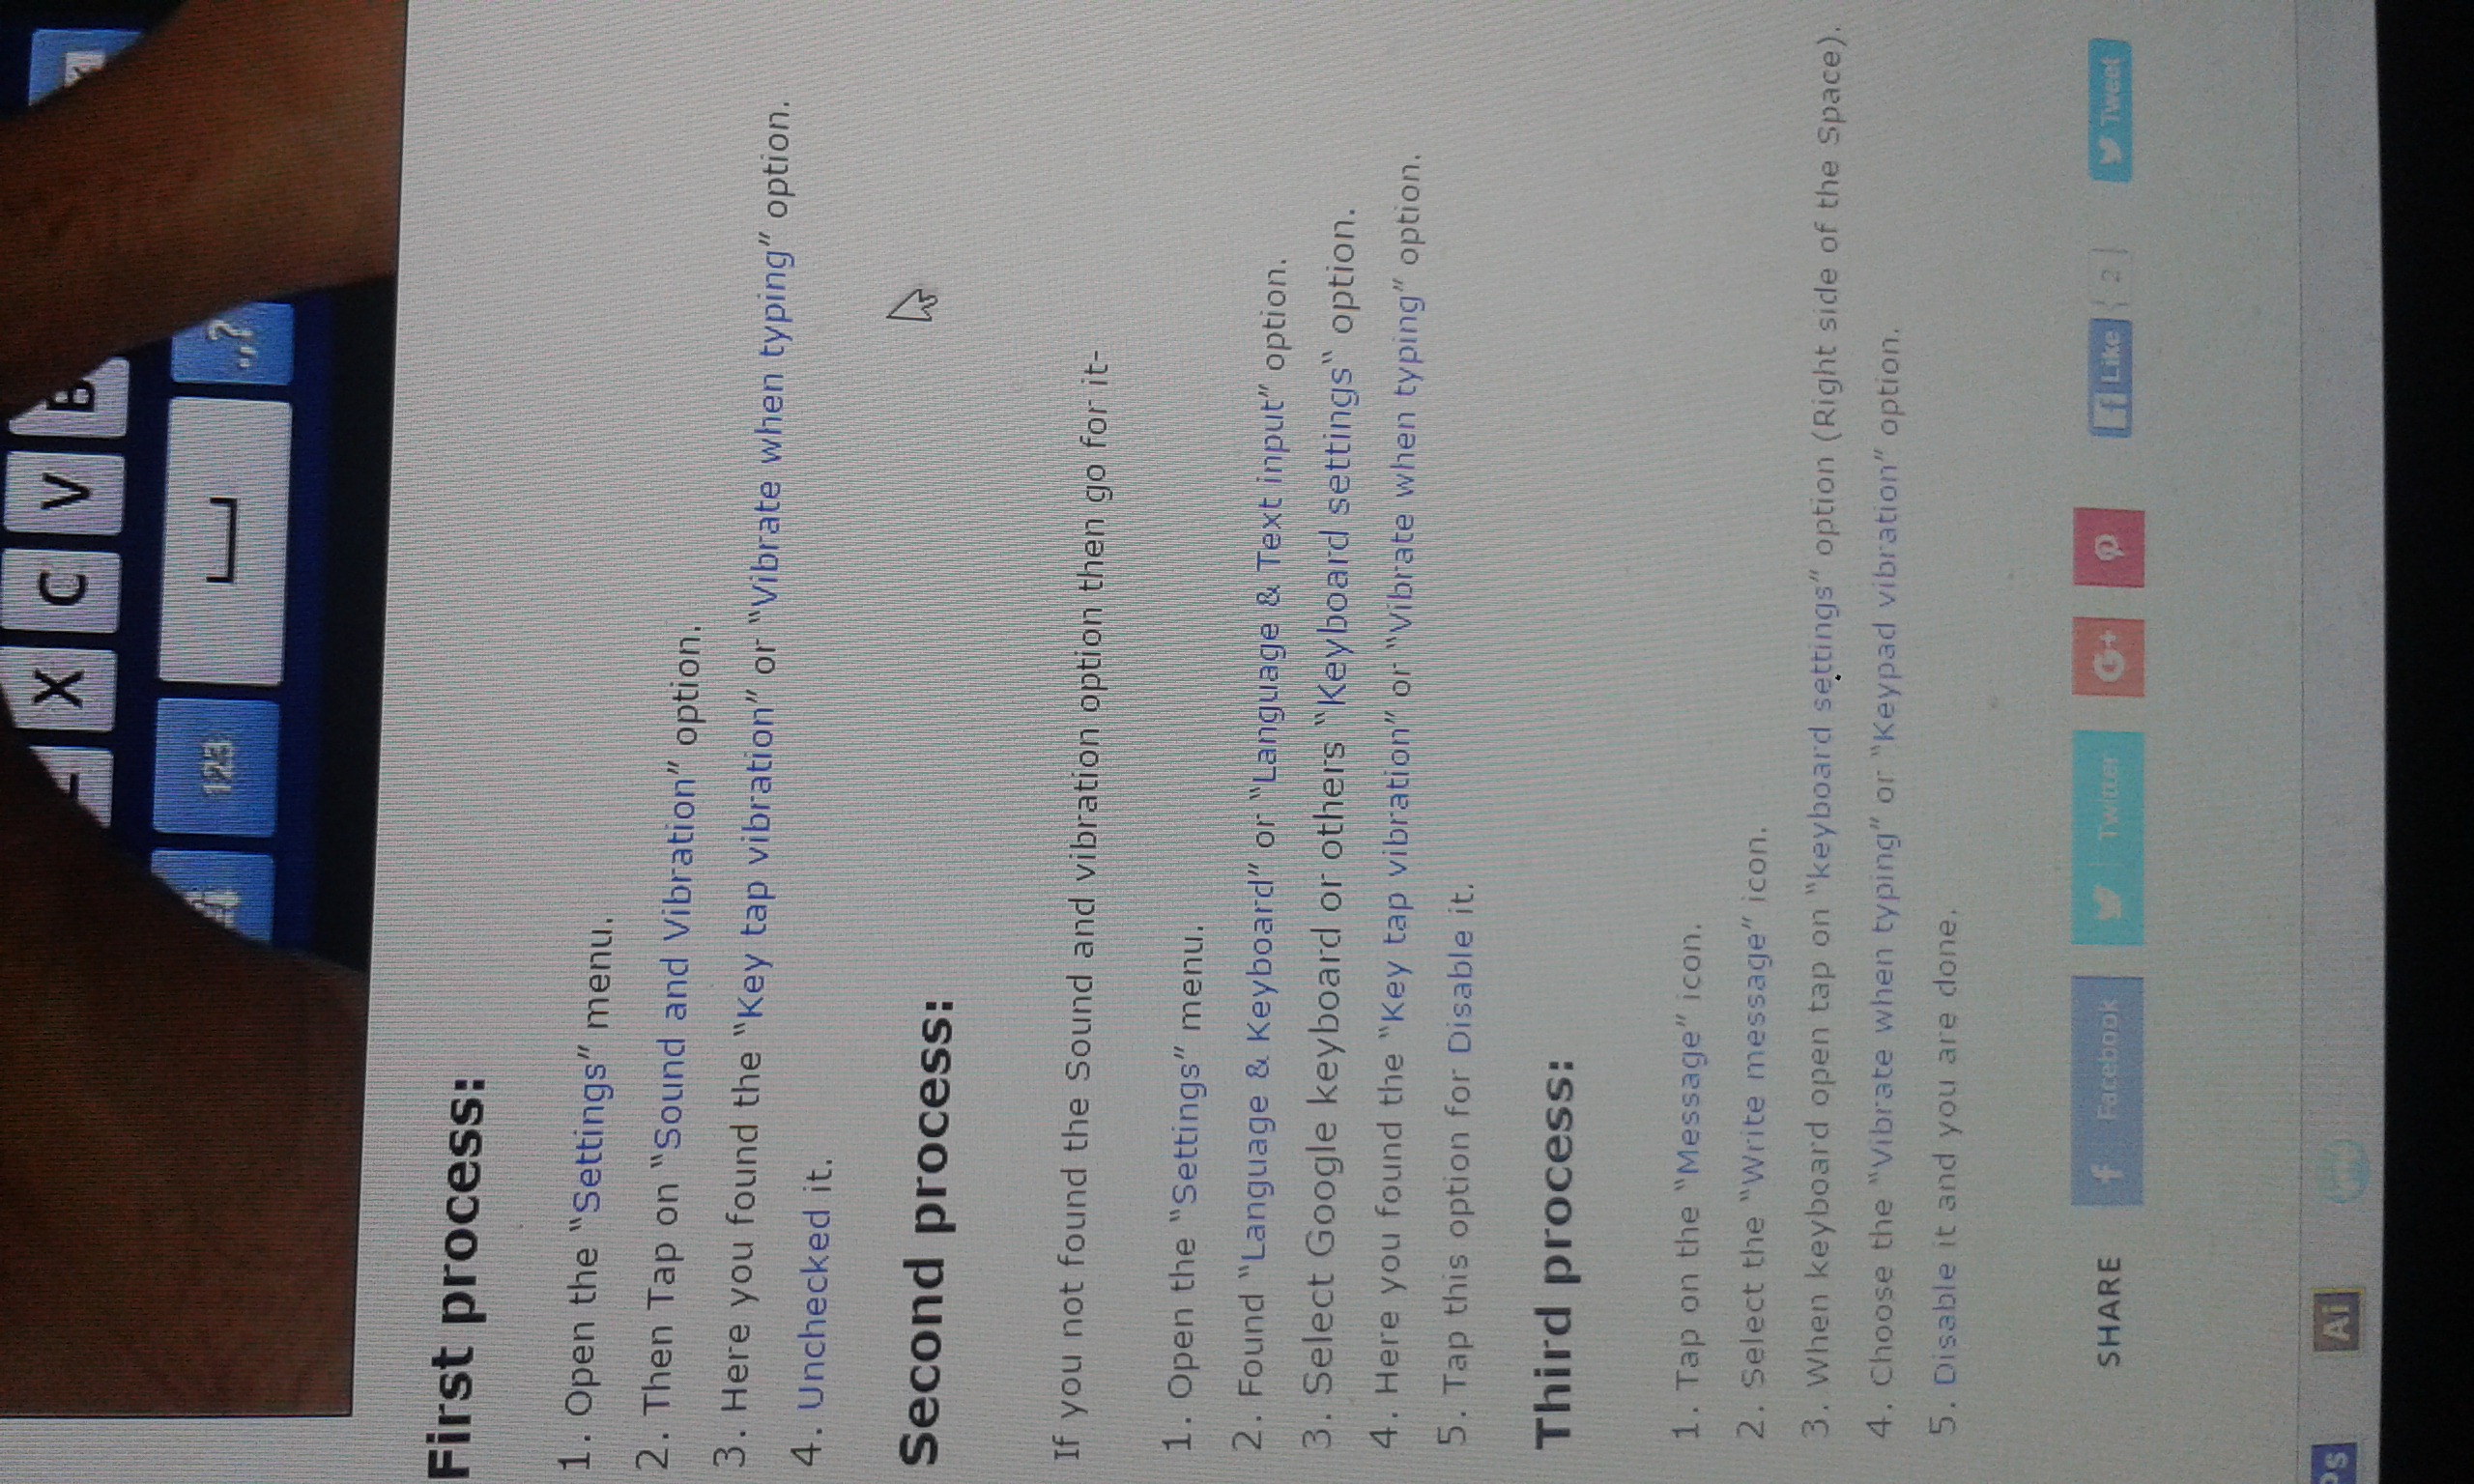 X C V B
123 .,?
First process:
1. Open the "Settings" menu.
2. Then Tap on "Sound and Vibration" option.
3. Here you found the "Key tap vibration" or "Vibrate when typing" option.
4. Unchecked it.
Second process:
If you not found the Sound and vibration option then go for it-
1. Open the "Settings" menu.
2. Found "Language & Keyboard" or "Language & Text input" option.
3. Select Google keyboard or others "Keyboard settings" option.
4. Here you found the "Key tap vibration" or "Vibrate when typing" option.
5. Tap this option for Disable it.
Third process:
1. Tap on the "Message" icon.
2. Select the "Write message" icon.
3. When keyboard open tap on "keyboard settings" option (Right side of the Space).
4. Choose the "Vibrate when typing" or "Keypad vibration" option.
5. Disable it and you are done.
SHARE Facebook Twitter G+ Like 2 Tweet
Ps Ai